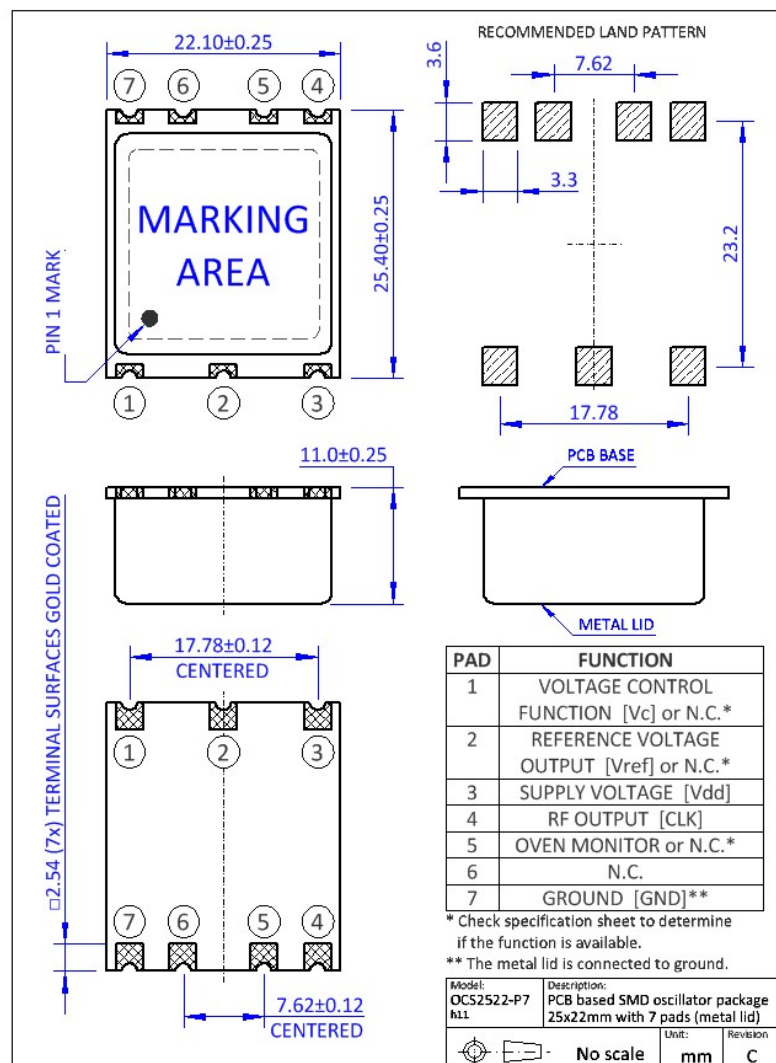 22.10±0.25
7 6 5 4
MARKING
AREA
25.40±0.25
PIN 1 MARK
1 2 3
RECOMMENDED LAND PATTERN
3.6
7.62
3.3
23.2
17.78
11.0±0.25
PCB BASE
METAL LID
□2.54 (7x) TERMINAL SURFACES GOLD COATED
17.78±0.12
CENTERED
1 2 3
7 6 5 4
7.62±0.12
CENTERED
PAD FUNCTION
1 VOLTAGE CONTROL
FUNCTION [Vc] or N.C.*
2 REFERENCE VOLTAGE
OUTPUT [Vref] or N.C.*
3 SUPPLY VOLTAGE [Vdd]
4 RF OUTPUT [CLK]
5 OVEN MONITOR or N.C.*
6 N.C.
7 GROUND [GND]**
* Check specification sheet to determine
if the function is available.
** The metal lid is connected to ground.
Model:
OCS2522-P7
h11
Description:
PCB based SMD oscillator package
25x22mm with 7 pads (metal lid)
No scale
Unit:
mm
Revision
C